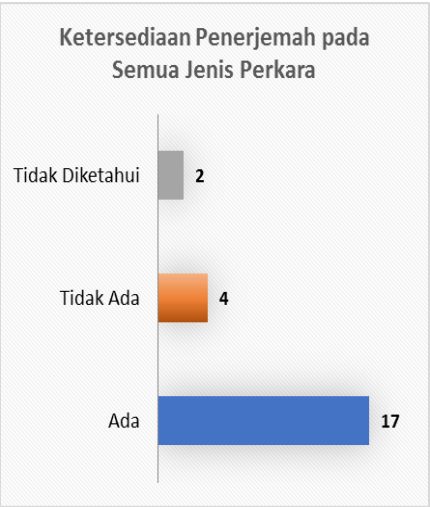 Ketersediaan Penerjemah pada
Semua Jenis Perkara
Tidak Diketahui 2
Tidak Ada 4
Ada 17